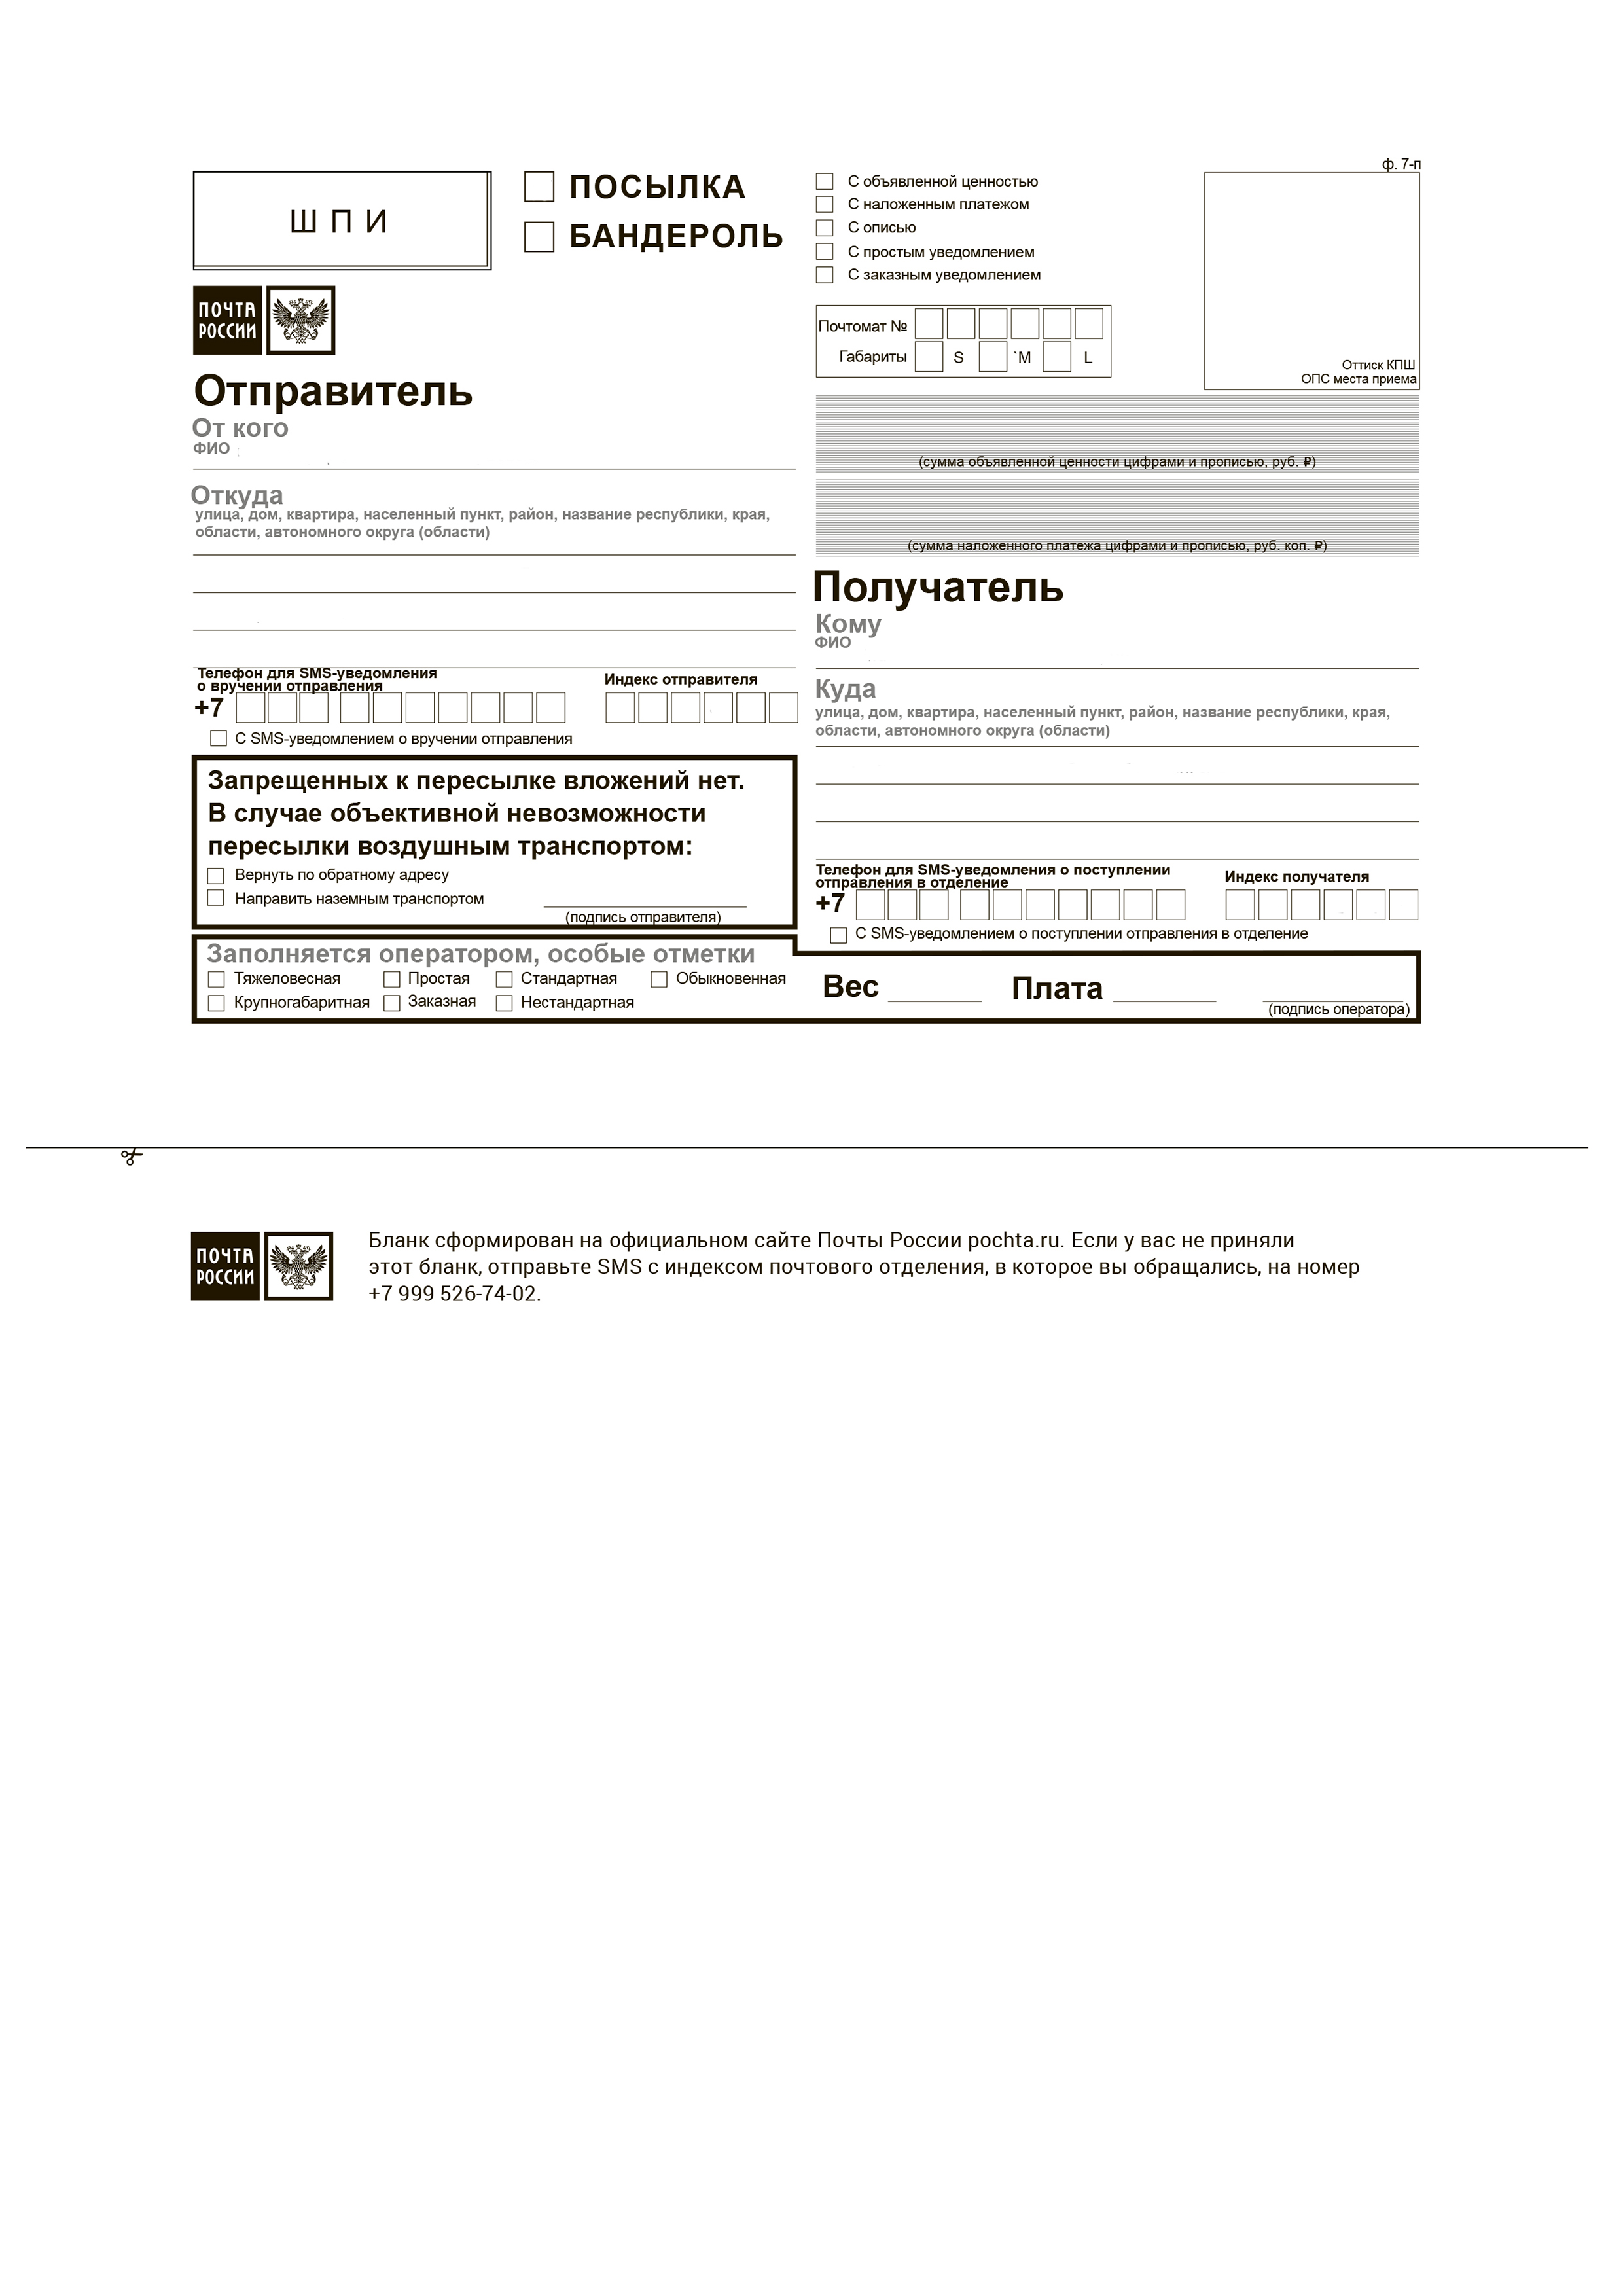 ф. 7-п
ШПИ
ПОСЫЛКА
БАНДЕРОЛЬ
С объявленной ценностью
С наложенным платежом
С описью
С простым уведомлением
С заказным уведомлением
Почтомат №
Габариты S `M L
Оттиск КПШ
ОПС места приема
ПОЧТА
РОССИИ
Отправитель
От кого
ФИО
Откуда
улица, дом, квартира, населенный пункт, район, название республики, края,
области, автономного округа (области)
Телефон для SMS-уведомления
о вручении отправления
Индекс отправителя
+7
С SMS-уведомлением о вручении отправления
(сумма объявленной ценности цифрами и прописью, руб. ₽)
(сумма наложенного платежа цифрами и прописью, руб. коп. ₽)
Получатель
Кому
ФИО
Куда
улица, дом, квартира, населенный пункт, район, название республики, края,
области, автономного округа (области)
Телефон для SMS-уведомления о поступлении
отправления в отделение
Индекс получателя
+7
С SMS-уведомлением о поступлении отправления в отделение
Запрещенных к пересылке вложений нет.
В случае объективной невозможности
пересылки воздушным транспортом:
Вернуть по обратному адресу
Направить наземным транспортом
(подпись отправителя)
Заполняется оператором, особые отметки
Тяжеловесная Простая Стандартная Обыкновенная
Крупногабаритная Заказная Нестандартная
Вес Плата
(подпись оператора)
ПОЧТА
РОССИИ
Бланк сформирован на официальном сайте Почты России pochta.ru. Если у вас не приняли
этот бланк, отправьте SMS с индексом почтового отделения, в которое вы обращались, на номер
+7 999 526-74-02.